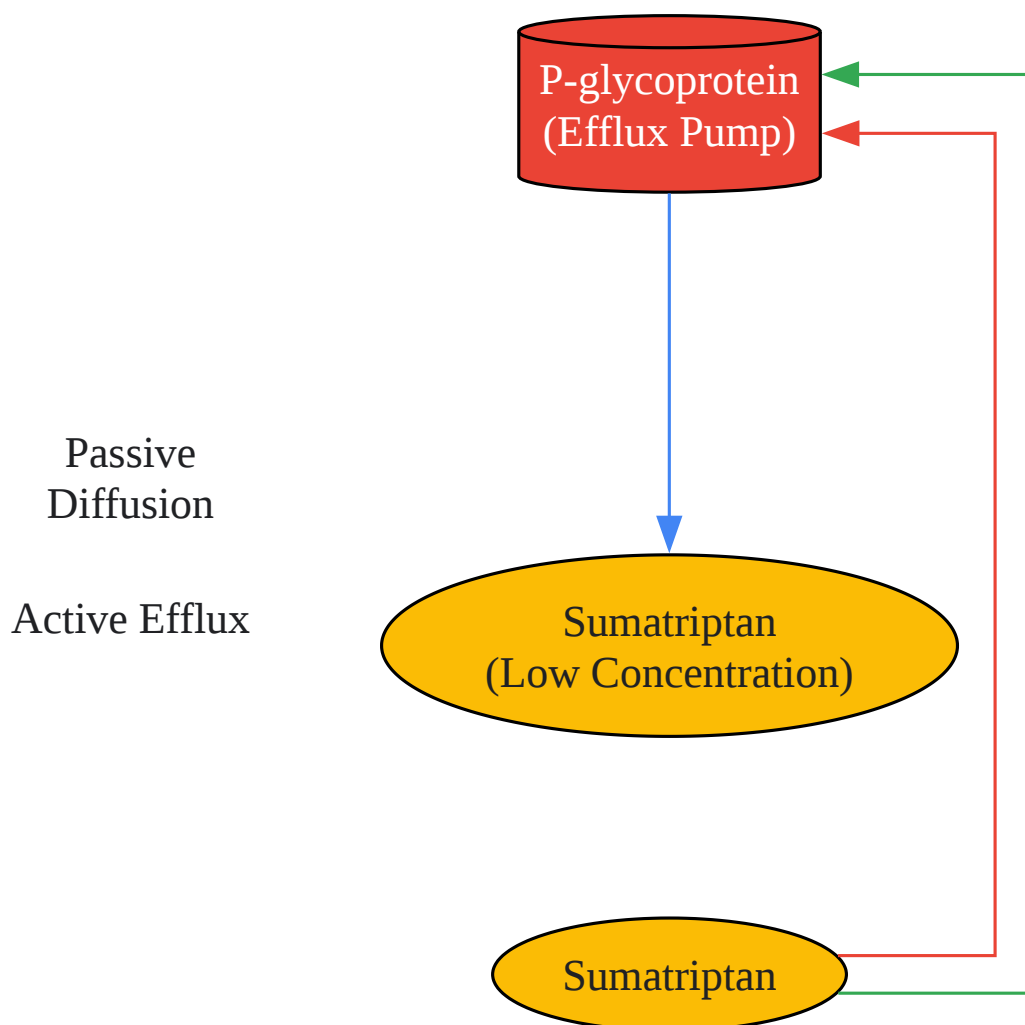 P-glycoprotein
(Efflux Pump)
Passive
Diffusion
Active Efflux
Sumatriptan
(Low Concentration)
Sumatriptan